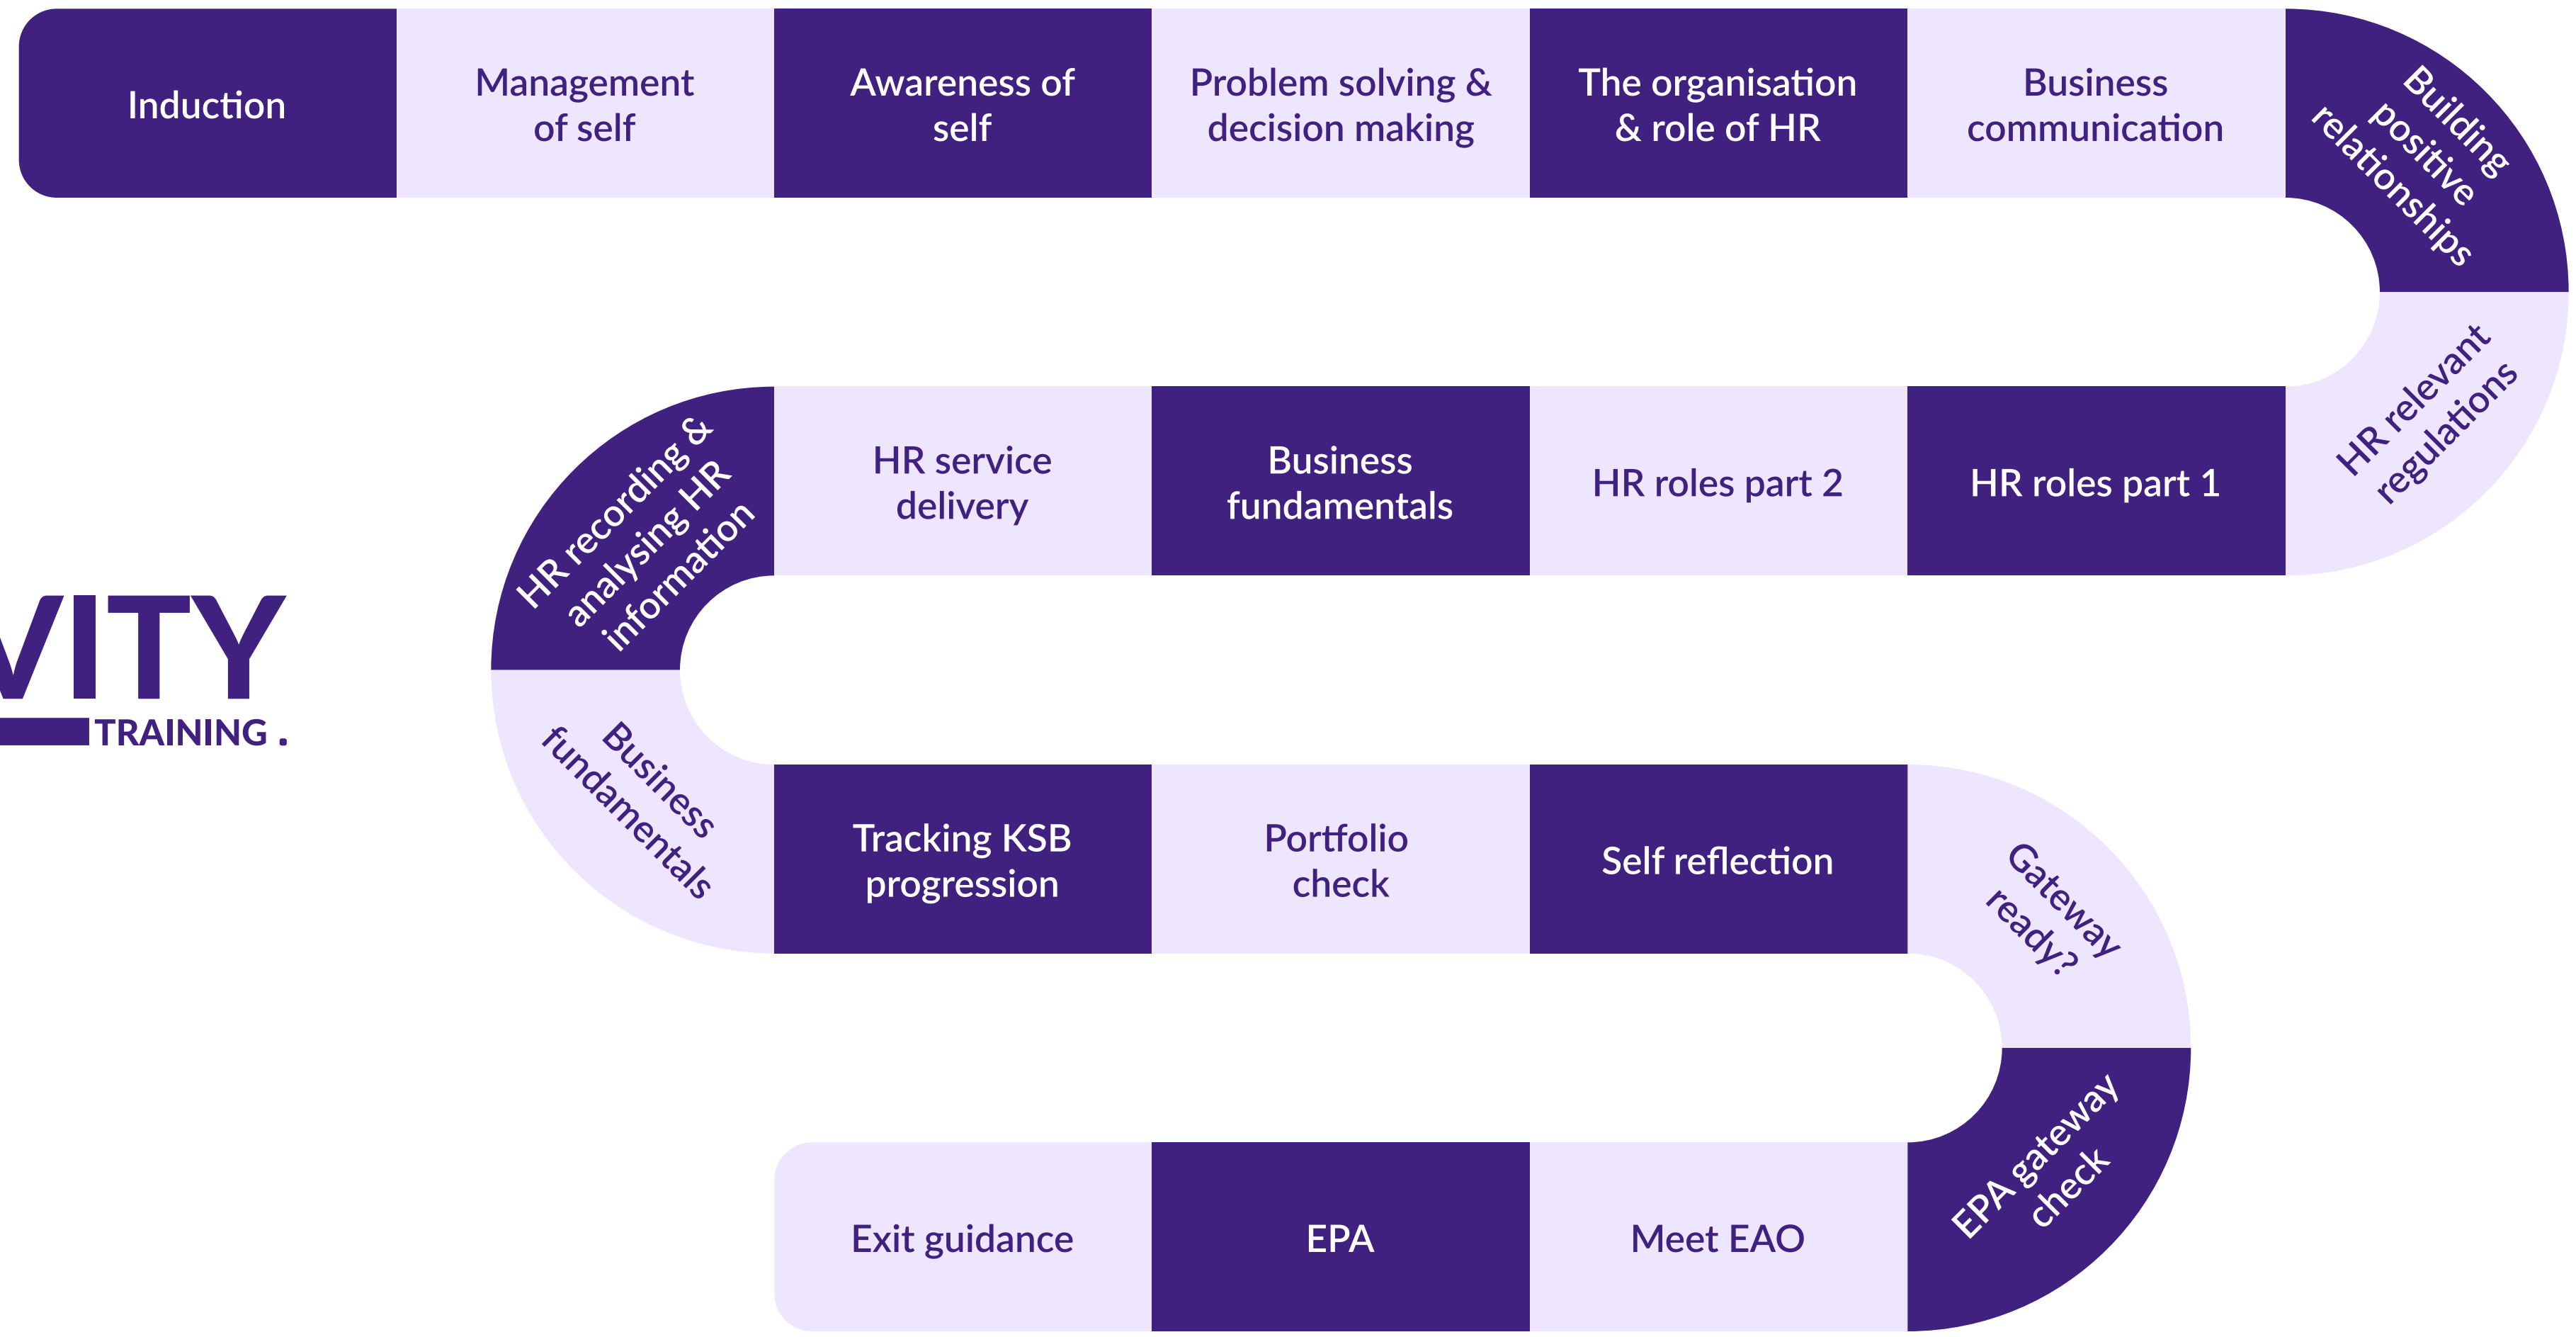 Induction
Management
of self
Awareness of
self
Problem solving &
decision making
The organisation
& role of HR
Business
communication
Building
positive
relationships
HR relevant
regulations
HR roles part 1
HR roles part 2
Business
fundamentals
HR service
delivery
HR recording &
analysing HR
information
Business
fundamentals
Tracking KSB
progression
Portfolio
check
Self reflection
Gateway
ready?
EPA gateway
check
Meet EAO
EPA
Exit guidance
VITY
TRAINING .